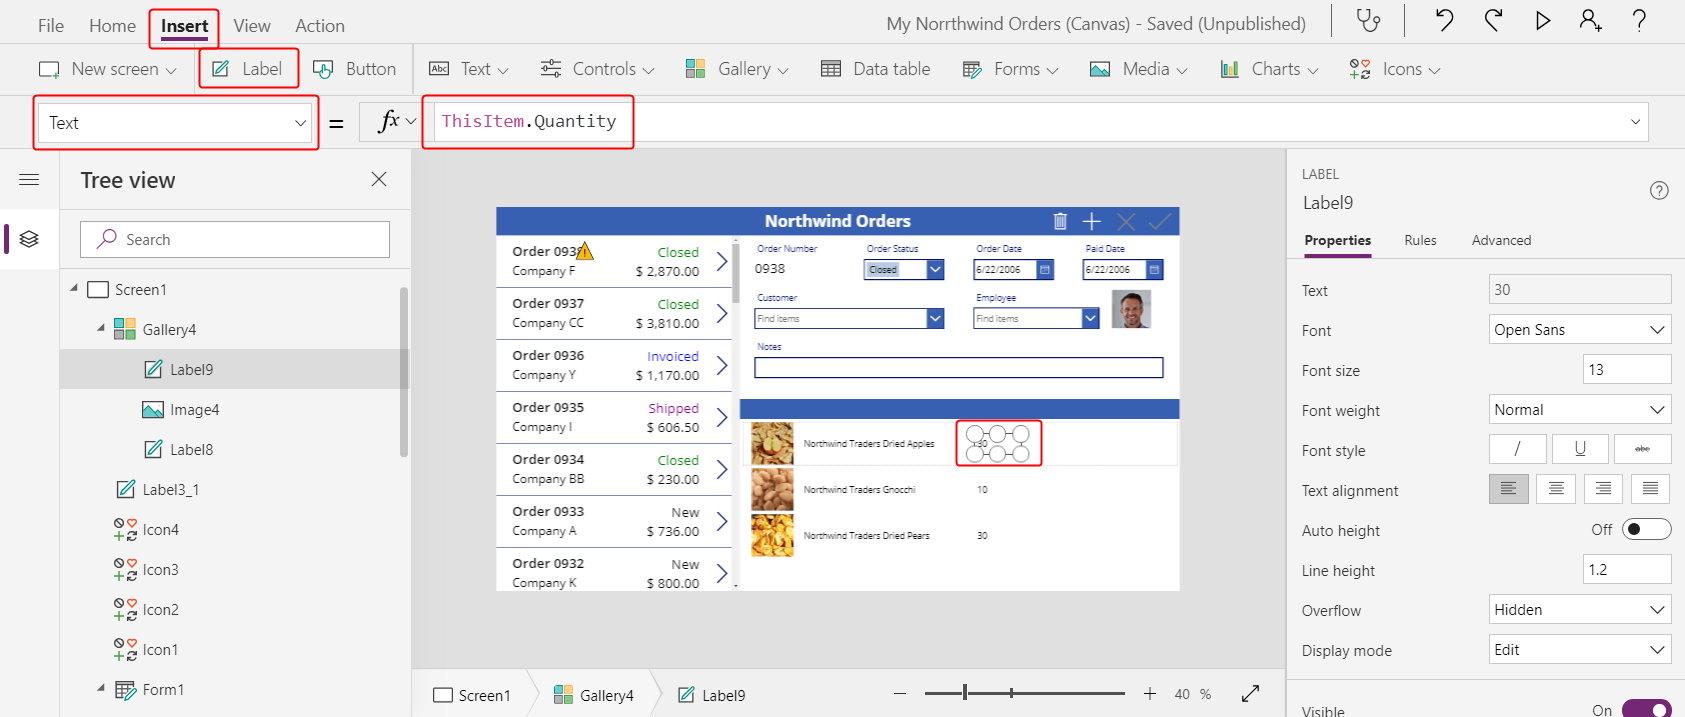 File Home Insert View Action My Norrthwind Orders (Canvas) - Saved (Unpublished)
New screen Label Button Abc Text Controls Gallery Data table Forms Media Charts Icons
Text = fx ThisItem.Quantity
Tree view
Search
Screen1
Gallery4
Label9
Image4
Label8
Label3_1
Icon4
Icon3
Icon2
Icon1
Form1
Northwind Orders
Order 0938 Closed
Company F $ 2,870.00
Order 0937 Closed
Company CC $ 3,810.00
Order 0936 Invoiced
Company Y $ 1,170.00
Order 0935 Shipped
Company I $ 606.50
Order 0934 Closed
Company BB $ 230.00
Order 0933 New
Company A $ 736.00
Order 0932 New
Company K $ 800.00
Order Number Order Status Order Date Paid Date
0938 Closed 6/22/2006 6/22/2006
Customer Employee
Find items Find items
Notes
Northwind Traders Dried Apples 30
Northwind Traders Gnocchi 10
Northwind Traders Dried Pears 30
Screen1 Gallery4 Label9 40 %
LABEL
Label9
Properties Rules Advanced
Text 30
Font Open Sans
Font size 13
Font weight Normal
Font style / U abc
Text alignment
Auto height Off
Line height 1.2
Overflow Hidden
Display mode Edit
Visible On